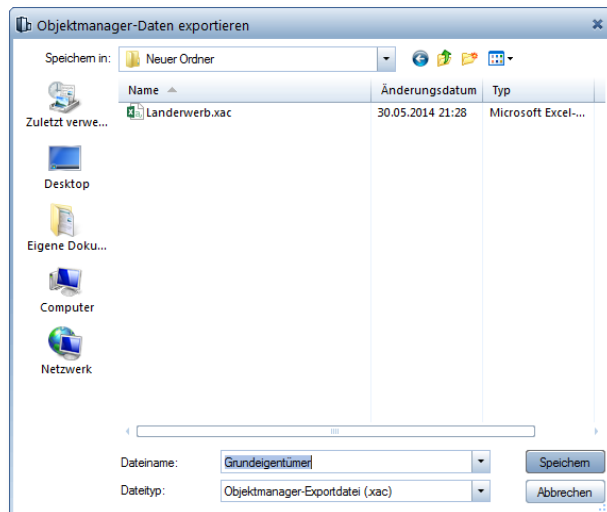 Objektmanager-Daten exportieren
Speichern in:
Neuer Ordner
Name
Änderungsdatum
Typ
Landerwerb.xac
30.05.2014 21:28
Microsoft Excel-...
Zuletzt verwe...
Desktop
Eigene Doku...
Computer
Netzwerk
Dateiname:
Grundeigentümer
Speichern
Dateityp:
Objektmanager-Exportdatei (.xac)
Abbrechen